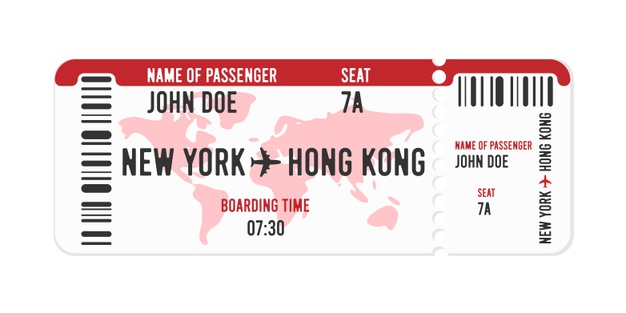 NAME OF PASSENGER SEAT
JOHN DOE 7A
NEW YORK HONG KONG
BOARDING TIME
07:30
NAME OF PASSENGER
JOHN DOE
SEAT
7A
NEW YORK HONG KONG